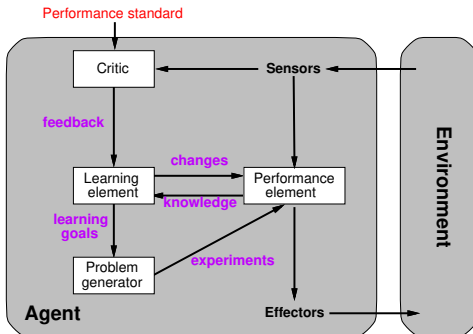 Performance standard
Critic
Sensors
feedback
changes
Learning
element
Performance
element
knowledge
learning
goals
experiments
Problem
generator
Agent
Effectors
Environment